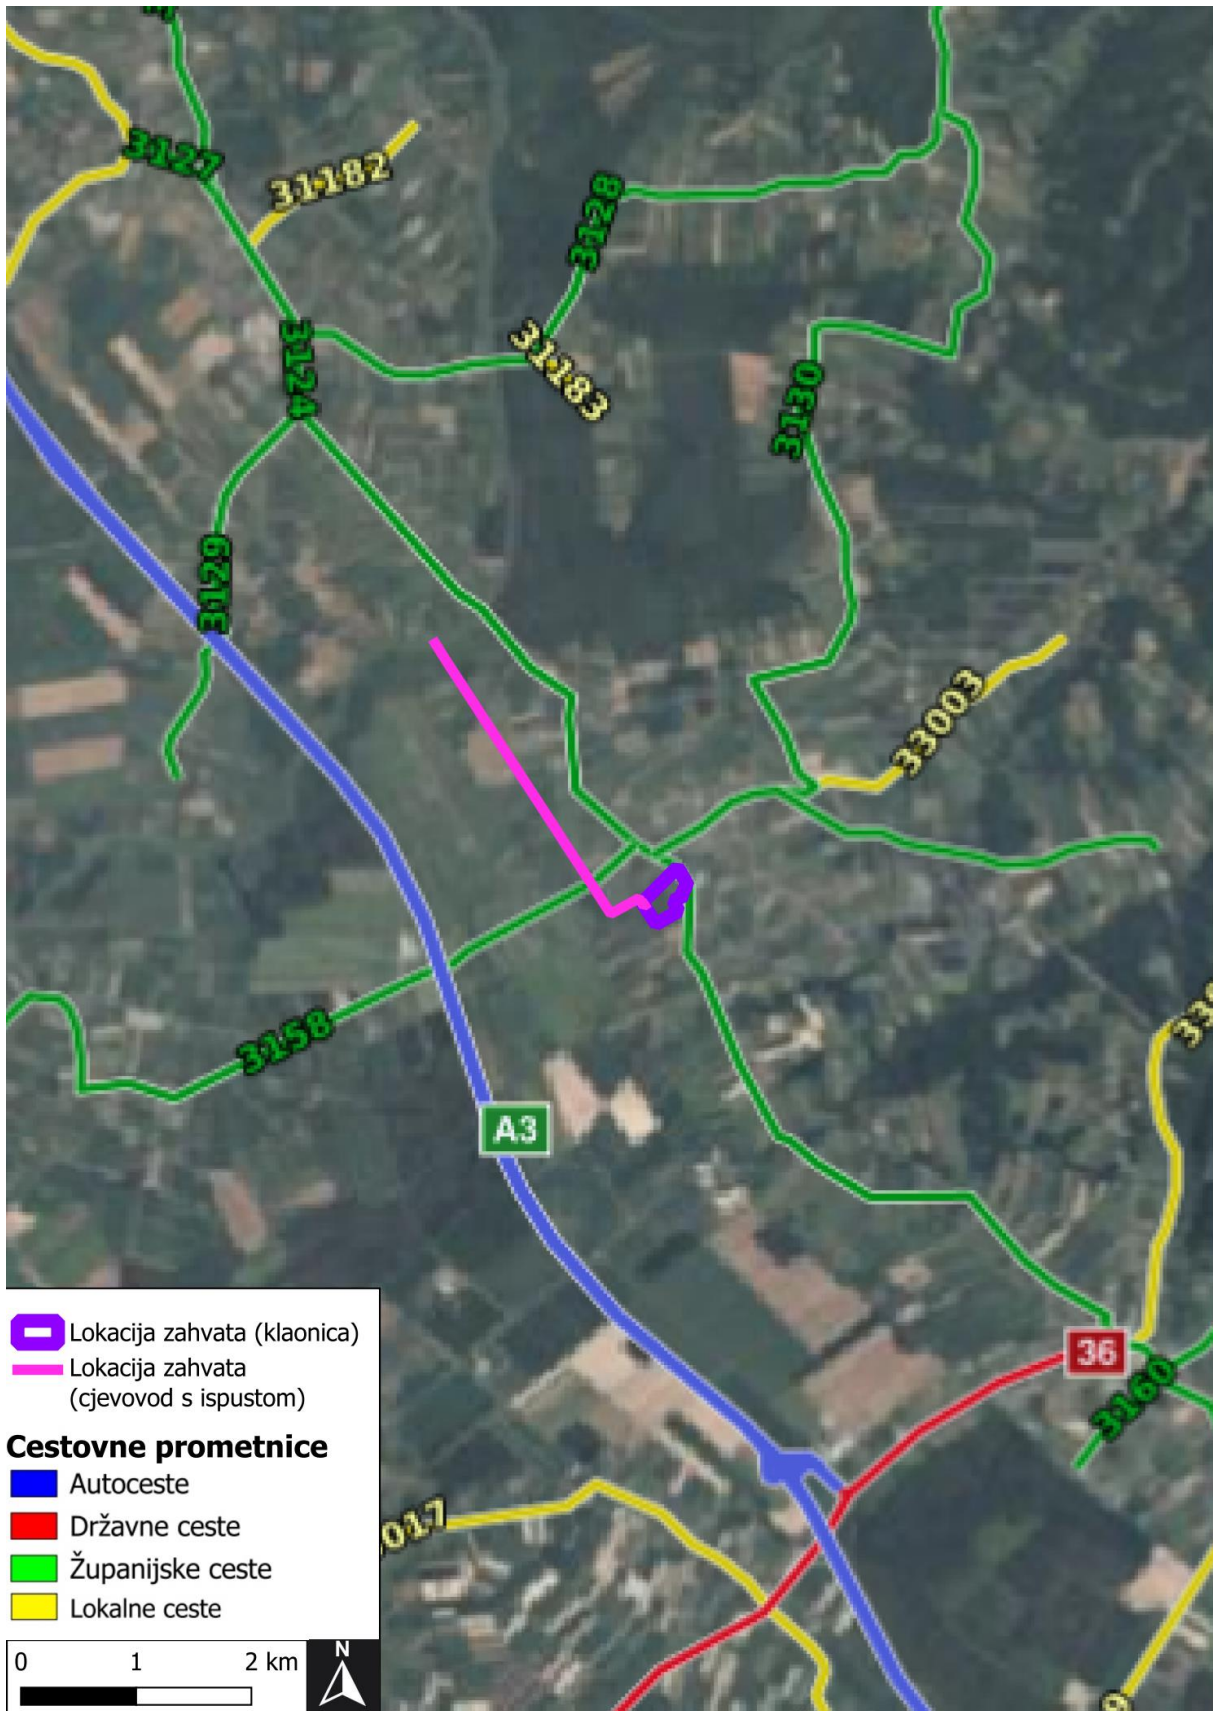 3127
31182
3128
3124
31183
3130
3129
33003
3158
A3
36
3160
Lokacija zahvata (klaonica)
Lokacija zahvata
(cjevovod s ispustom)
Cestovne prometnice
Autoceste
Državne ceste
Županijske ceste
Lokalne ceste
0 1 2 km
N